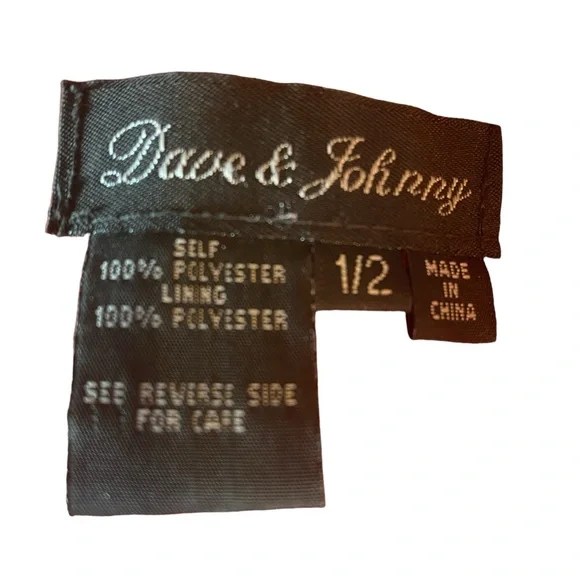 Dave & Johnny
SELF
100% POLYESTER
LINING
100% POLYESTER
SEE REVERSE SIDE
FOR CARE
1/2
MADE
IN
CHINA